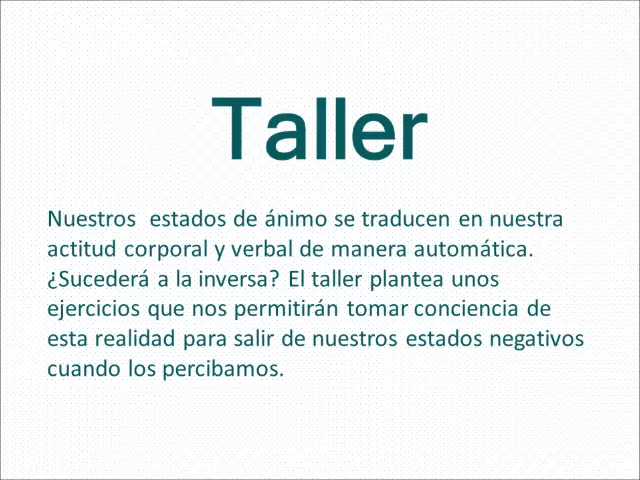 Taller
Nuestros  estados de ánimo se traducen en nuestra
actitud corporal y verbal de manera automática.
¿Sucederá a la inversa? El taller plantea unos
ejercicios que nos permitirán tomar conciencia de
esta realidad para salir de nuestros estados negativos
cuando los percibamos.